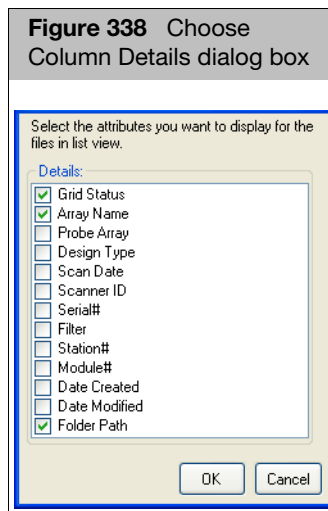 Figure 338 Choose
Column Details dialog box
Select the attributes you want to display for the
files in list view.
Details:
Grid Status
Array Name
Probe Array
Design Type
Scan Date
Scanner ID
Serial#
Filter
Station#
Module#
Date Created
Date Modified
Folder Path
OK Cancel